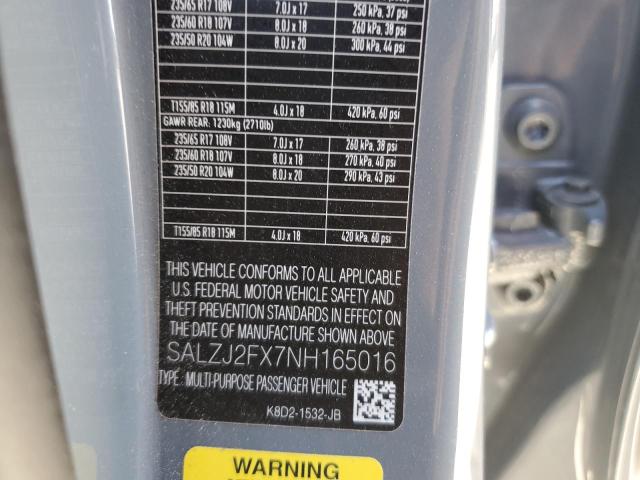 235/65 R17 108V 7.0J x 17 250 kPa, 37 psi
235/60 R18 107V 8.0J x 18 260 kPa, 38 psi
235/50 R20 104W 8.0J x 20 300 kPa, 44 psi
T155/85 R18 115M 4.0J x 18 420 kPa, 60 psi
GAWR REAR: 1230kg (2710lb)
235/65 R17 108V 7.0J x 17 260 kPa, 38 psi
235/60 R18 107V 8.0J x 18 270 kPa, 40 psi
235/50 R20 104W 8.0J x 20 290 kPa, 43 psi
T155/85 R18 115M 4.0J x 18 420 kPa, 60 psi
THIS VEHICLE CONFORMS TO ALL APPLICABLE
U.S. FEDERAL MOTOR VEHICLE SAFETY AND
THEFT PREVENTION STANDARDS IN EFFECT ON
THE DATE OF MANUFACTURE SHOWN ABOVE
SALZJ2FX7NH165016
TYPE: MULTI-PURPOSE PASSENGER VEHICLE
K8D2-1532-JB
WARNING